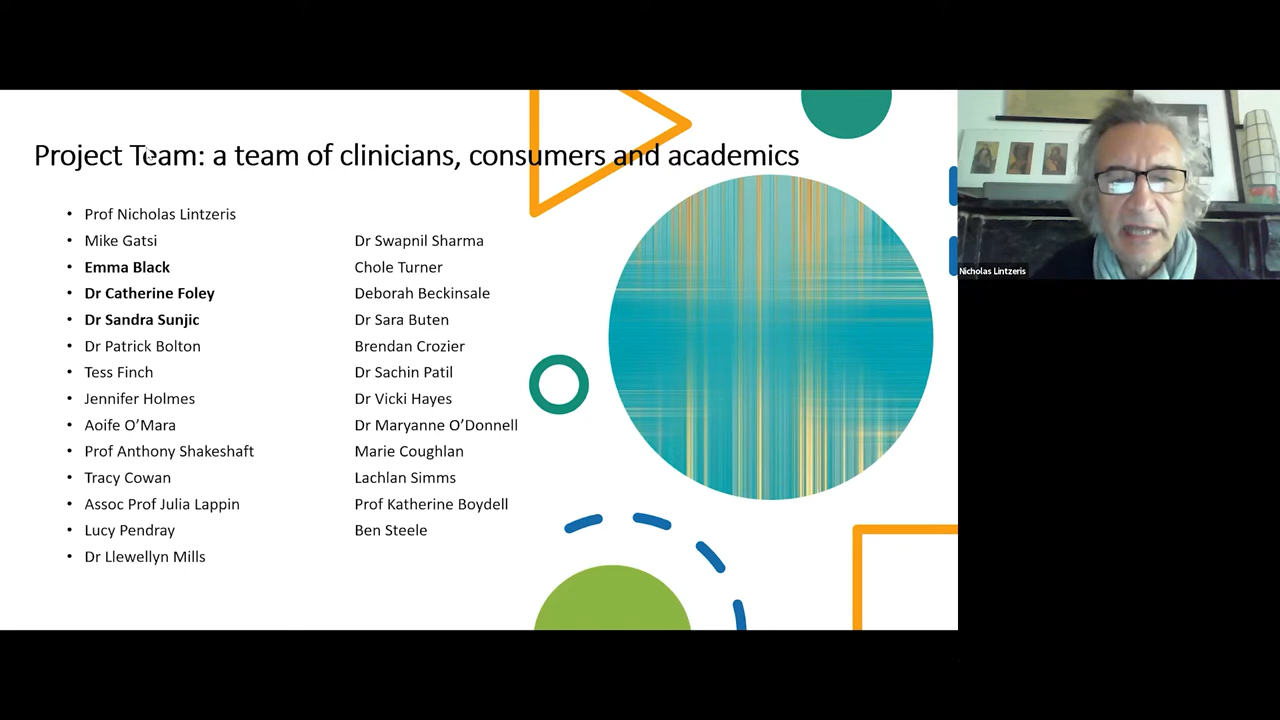 Project Team: a team of clinicians, consumers and academics
• Prof Nicholas Lintzeris
• Mike Gatsi
• Emma Black
• Dr Catherine Foley
• Dr Sandra Sunjic
• Dr Patrick Bolton
• Tess Finch
• Jennifer Holmes
• Aoife O’Mara
• Prof Anthony Shakeshaft
• Tracy Cowan
• Assoc Prof Julia Lappin
• Lucy Pendray
• Dr Llewellyn Mills
Dr Swapnil Sharma
Chole Turner
Deborah Beckinsale
Dr Sara Buten
Brendan Crozier
Dr Sachin Patil
Dr Vicki Hayes
Dr Maryanne O’Donnell
Marie Coughlan
Lachlan Simms
Prof Katherine Boydell
Ben Steele
Nicholas Lintzeris